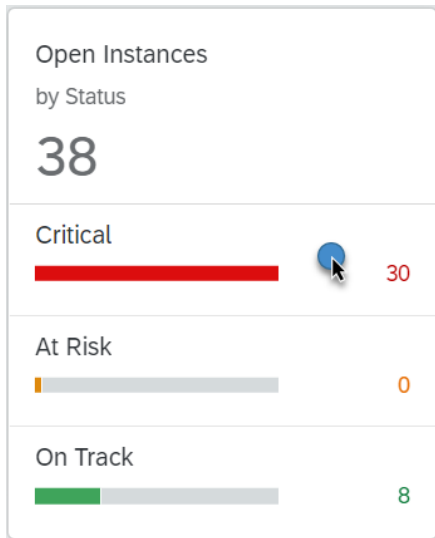 Open Instances
by Status
38
Critical
30
At Risk
0
On Track
8